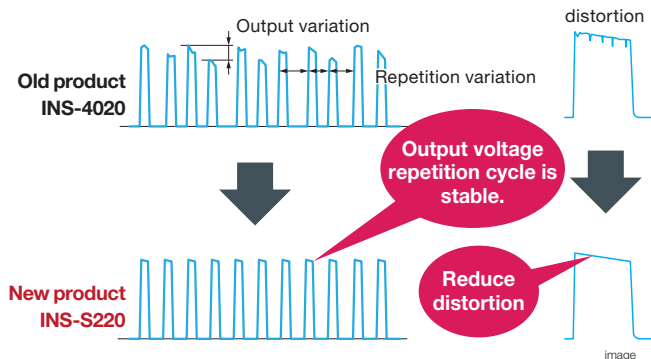 Output variation
distortion
Old product
INS-4020
Repetition variation
Output voltage
repetition cycle is
stable.
New product
INS-S220
Reduce
distortion
image